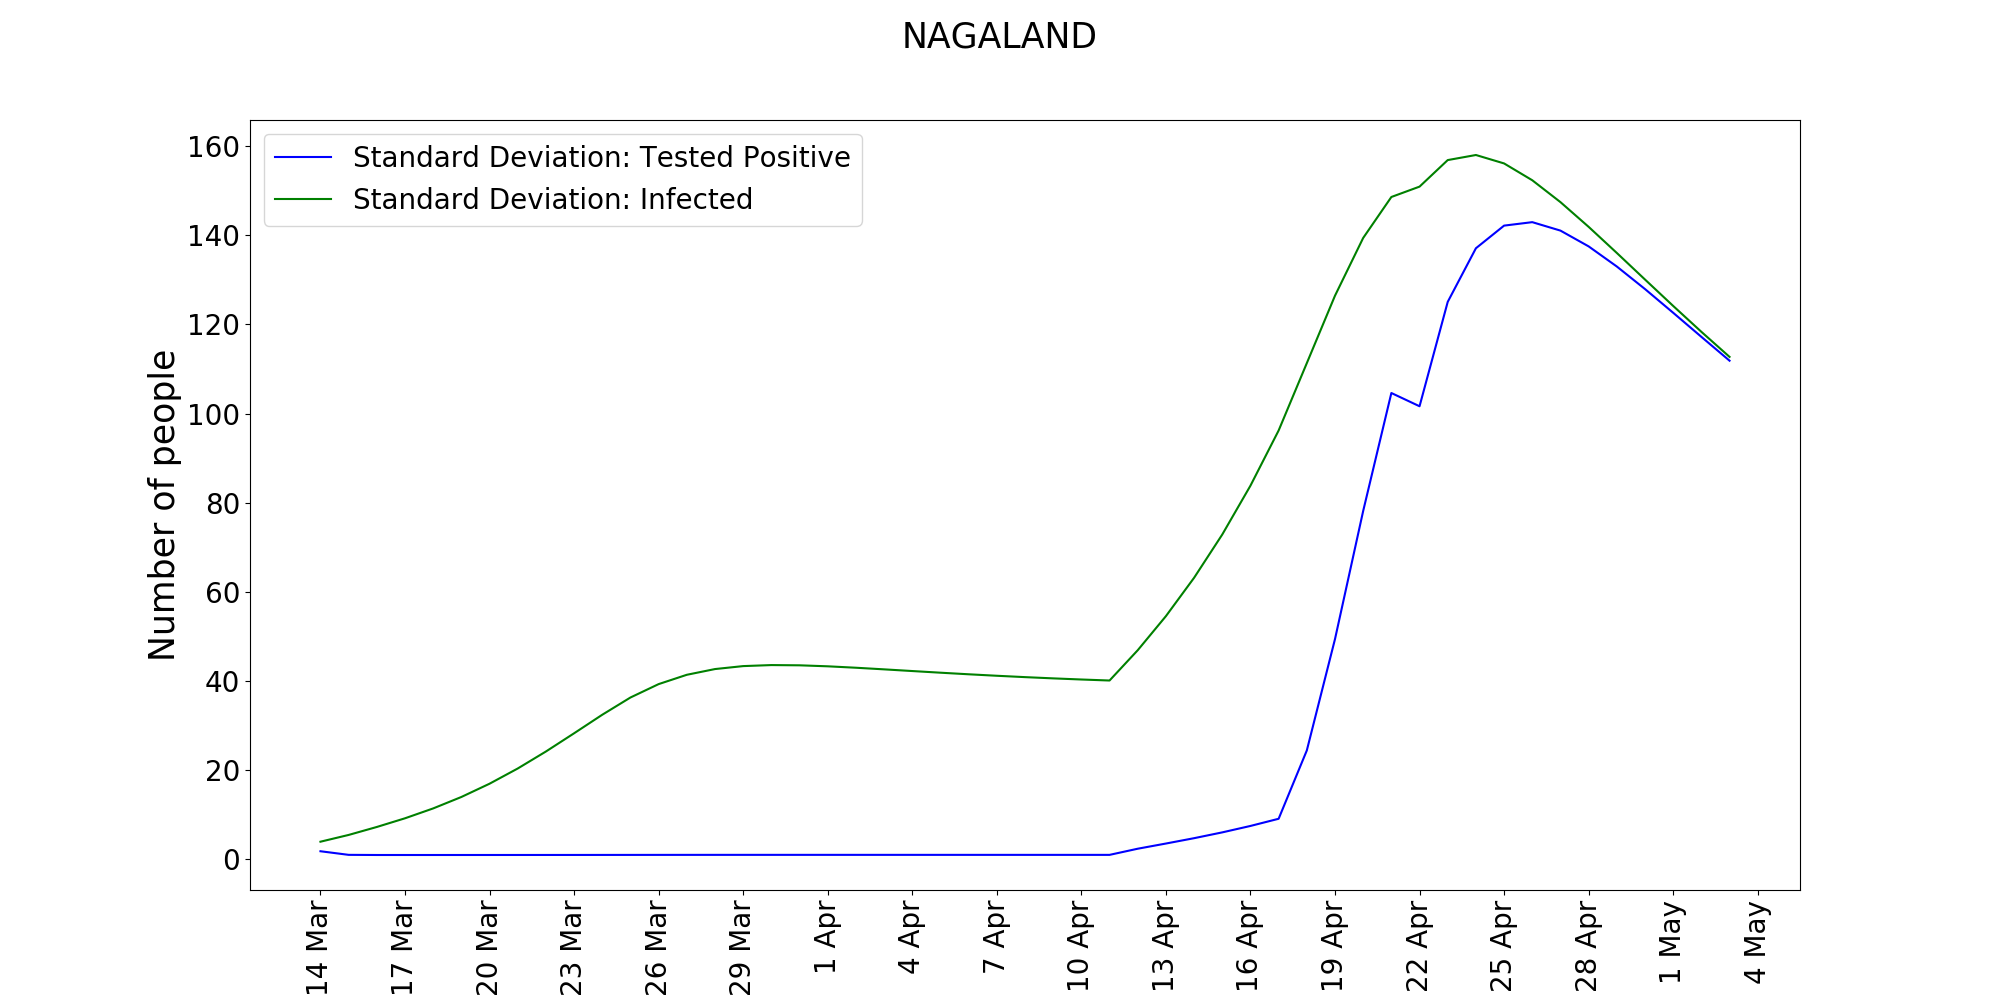 NAGALAND
Standard Deviation: Tested Positive
Standard Deviation: Infected
Number of people
160
140
120
100
80
60
40
20
0
14 Mar
17 Mar
20 Mar
23 Mar
26 Mar
29 Mar
1 Apr
4 Apr
7 Apr
10 Apr
13 Apr
16 Apr
19 Apr
22 Apr
25 Apr
28 Apr
1 May
4 May